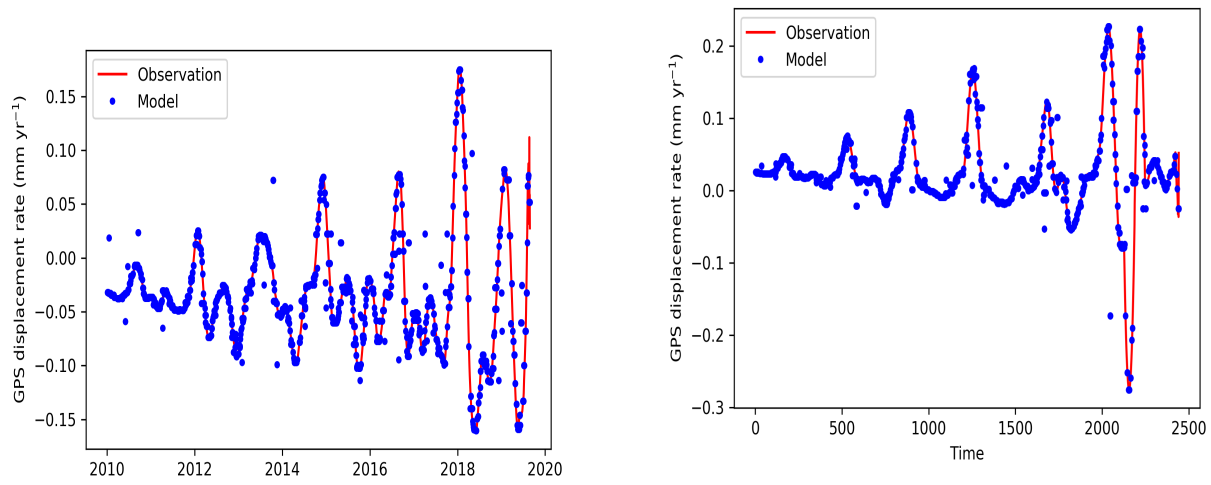 GPS displacement rate (mm yr⁻¹)
Observation
Model
0.15
0.10
0.05
0.00
−0.05
−0.10
−0.15
2010 2012 2014 2016 2018 2020
GPS displacement rate (mm yr⁻¹)
Observation
Model
0.2
0.1
0.0
−0.1
−0.2
−0.3
0 500 1000 1500 2000 2500
Time